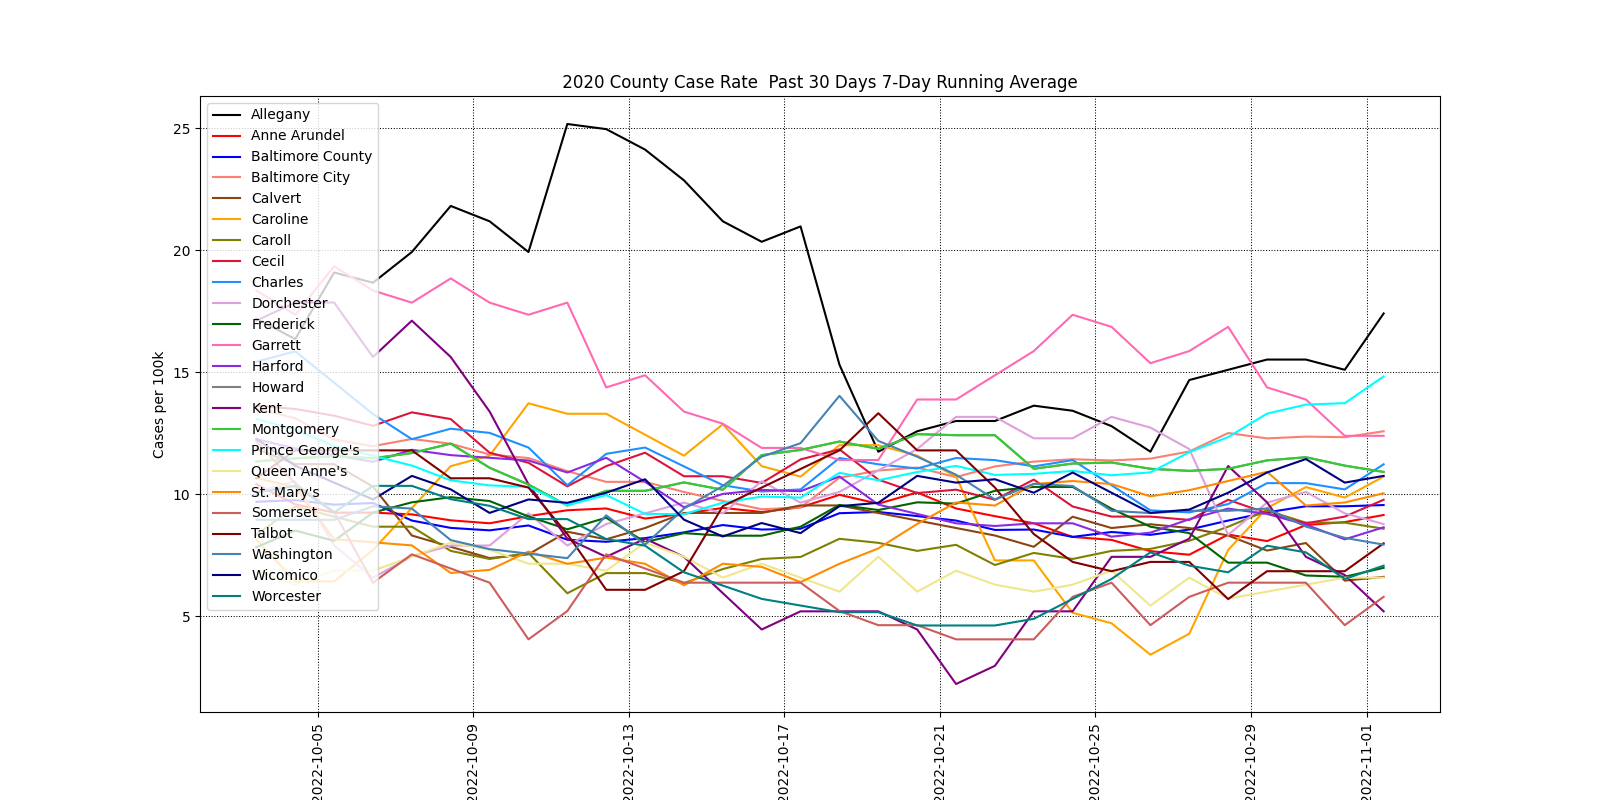 2020 County Case Rate  Past 30 Days 7-Day Running Average
Cases per 100k
25
20
15
10
5
Allegany
Anne Arundel
Baltimore County
Baltimore City
Calvert
Caroline
Caroll
Cecil
Charles
Dorchester
Frederick
Garrett
Harford
Howard
Kent
Montgomery
Prince George's
Queen Anne's
St. Mary's
Somerset
Talbot
Washington
Wicomico
Worcester
2022-10-05
2022-10-09
2022-10-13
2022-10-17
2022-10-21
2022-10-25
2022-10-29
2022-11-01